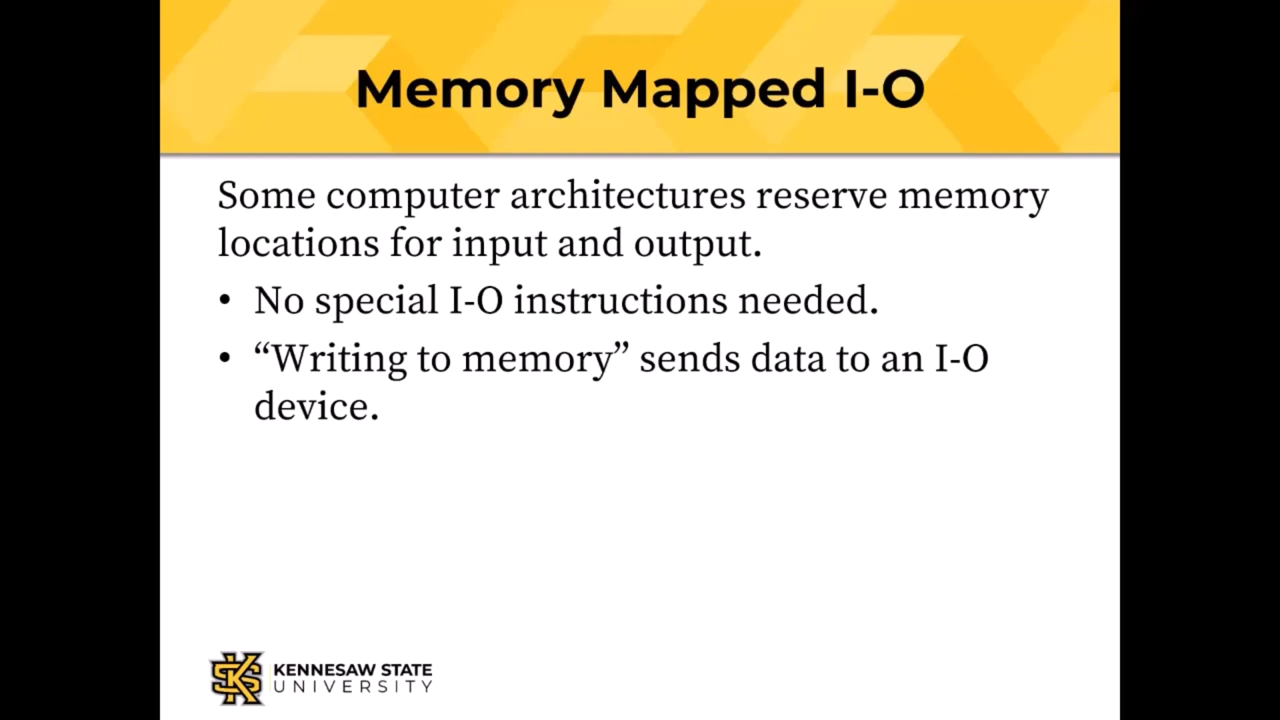 Memory Mapped I-O
Some computer architectures reserve memory
locations for input and output.
• No special I-O instructions needed.
• “Writing to memory” sends data to an I-O
device.
KENNESAW STATE
UNIVERSITY